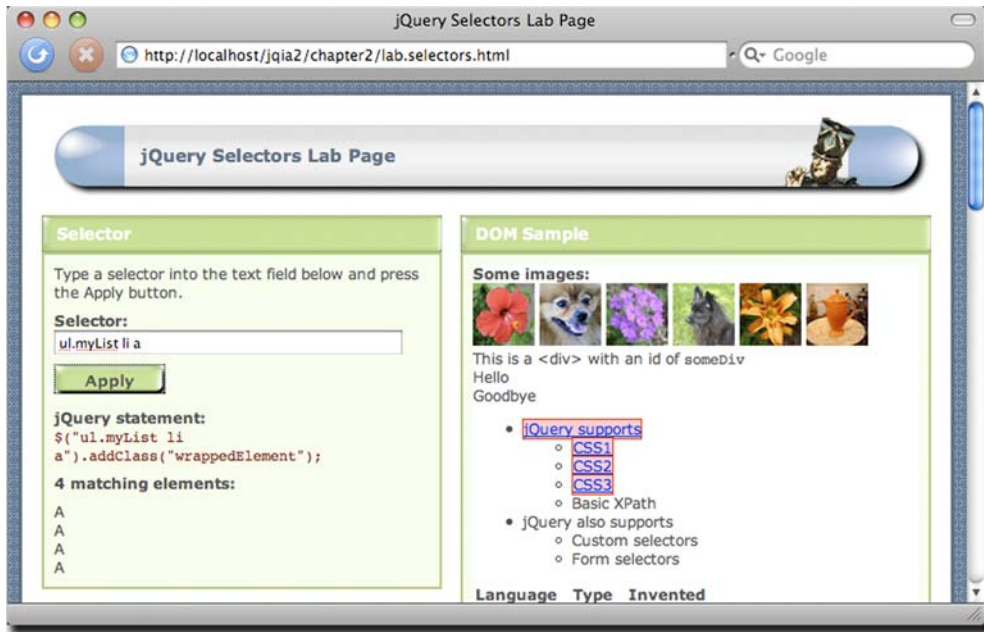 jQuery Selectors Lab Page
http://localhost/jqia2/chapter2/lab.selectors.html
Google
jQuery Selectors Lab Page
Selector
Type a selector into the text field below and press
the Apply button.
Selector:
ul.myList li a
Apply
jQuery statement:
$("ul.myList li
a").addClass("wrappedElement");
4 matching elements:
A
A
A
A
DOM Sample
Some images:
This is a <div> with an id of someDiv
Hello
Goodbye
jQuery supports
CSS1
CSS2
CSS3
Basic XPath
jQuery also supports
Custom selectors
Form selectors
Language Type Invented